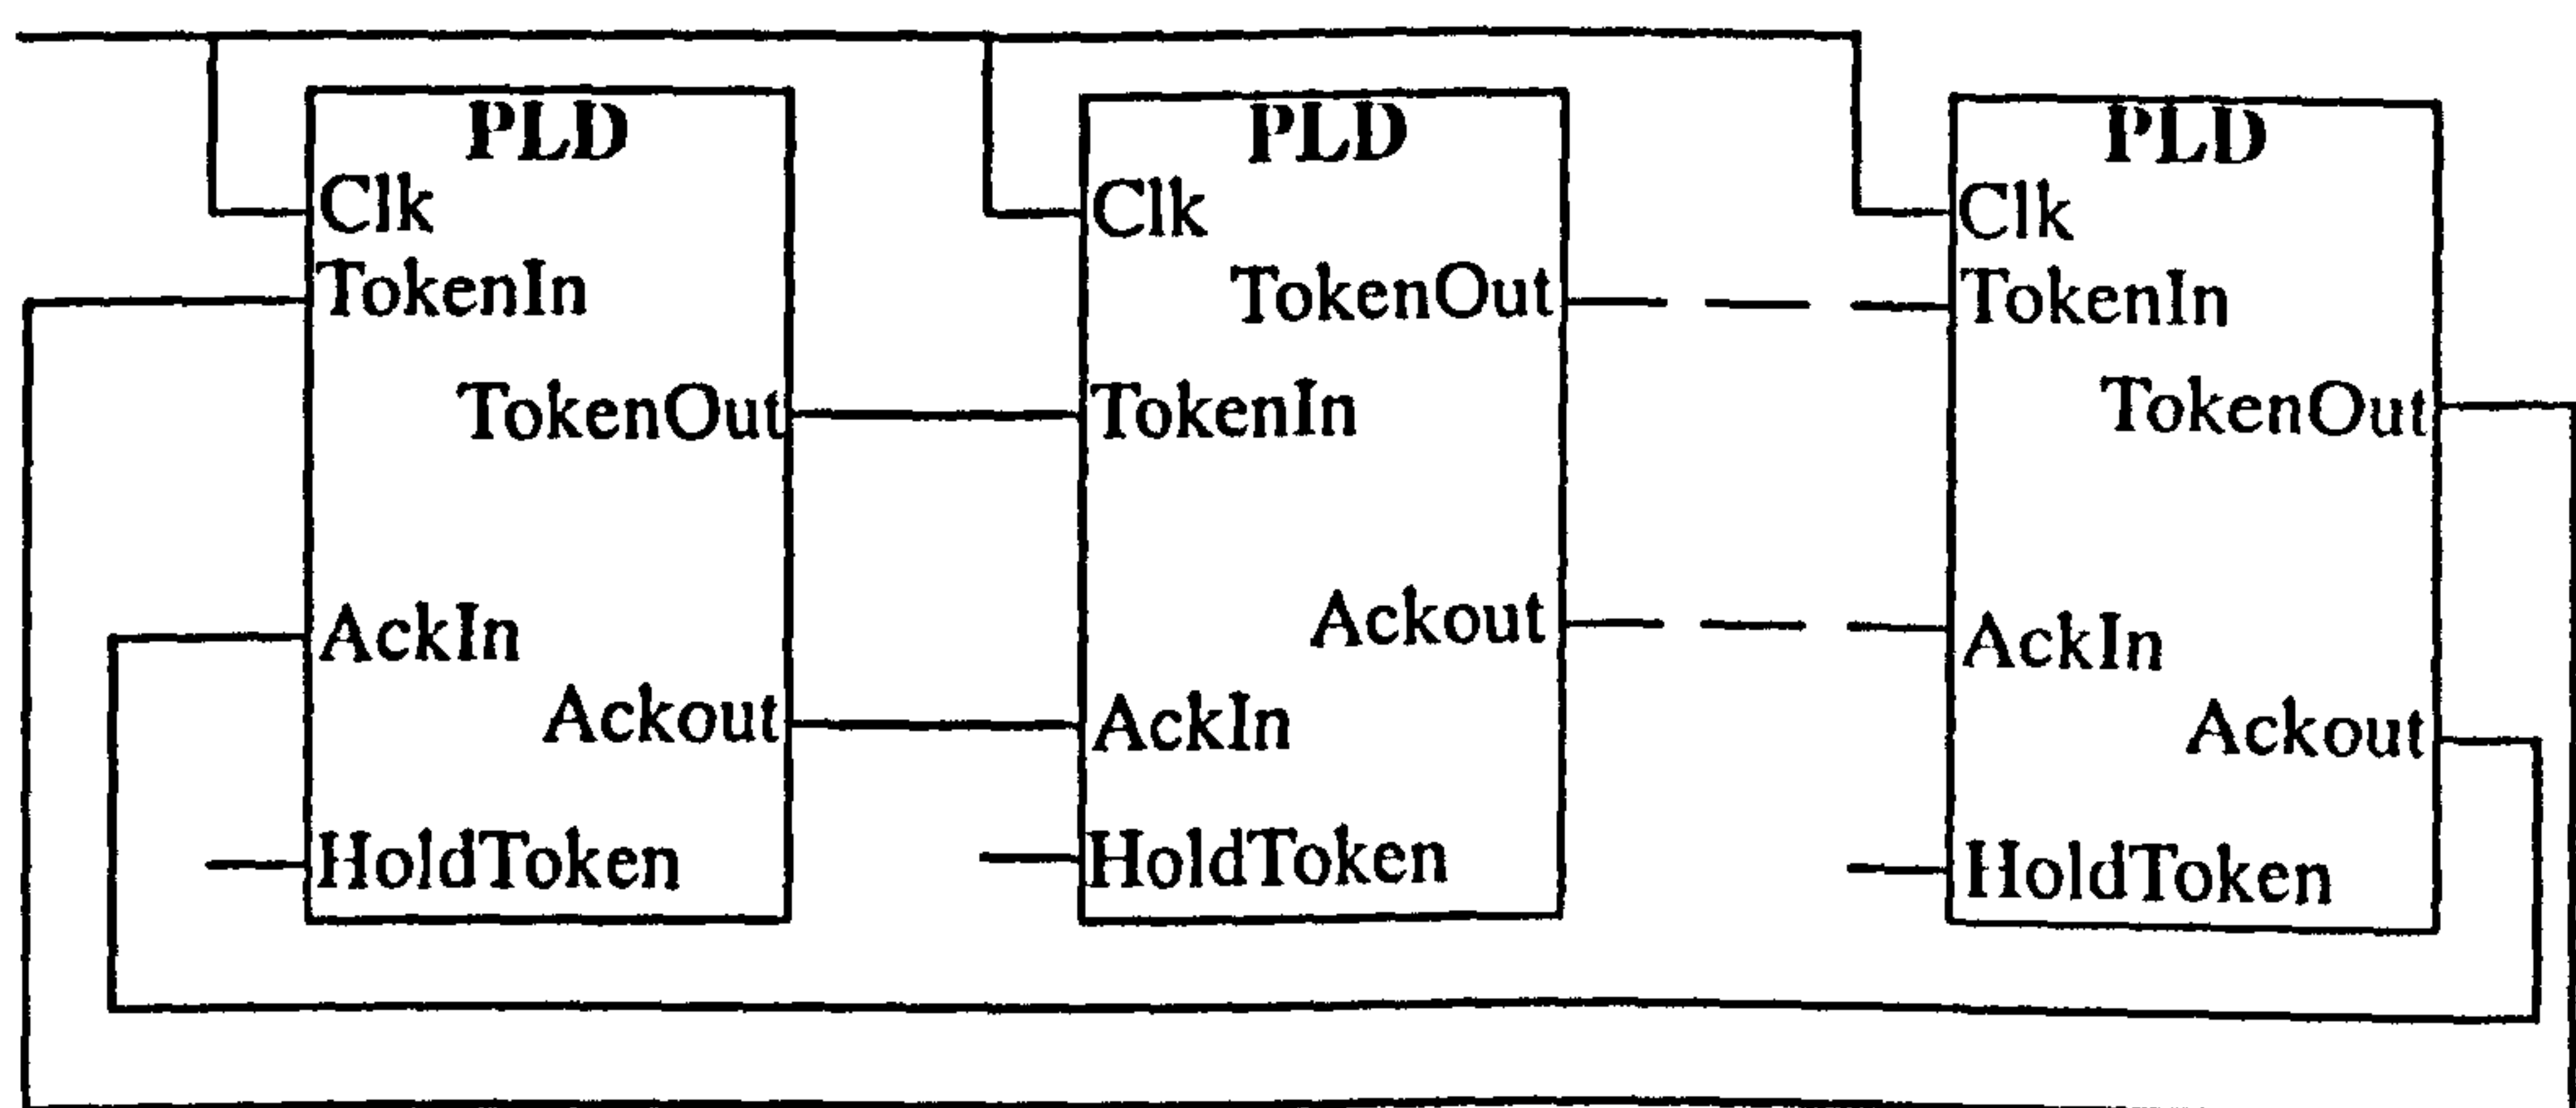 PLD
Clk
TokenIn
TokenOut
AckIn
Ackout
HoldToken
PLD
Clk
TokenOut
TokenIn
Ackout
AckIn
HoldToken
PLD
Clk
TokenIn
TokenOut
AckIn
Ackout
HoldToken